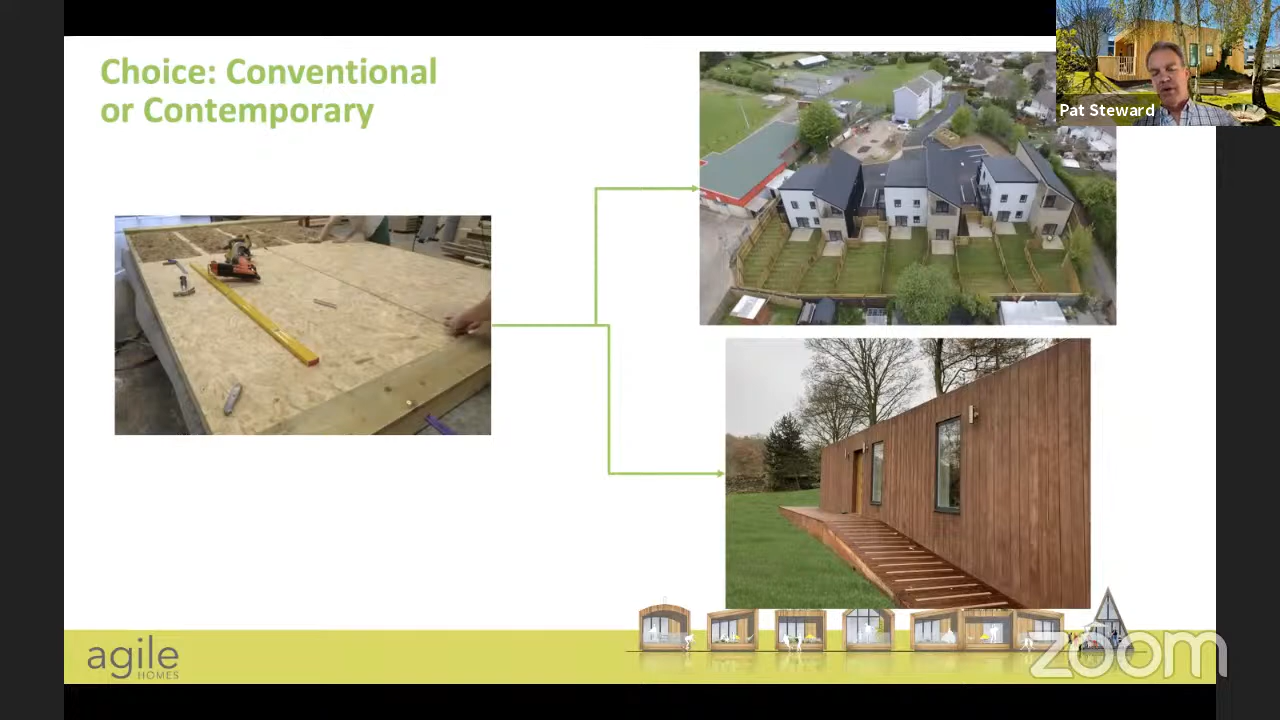 Choice: Conventional
or Contemporary
Pat Steward
agile
HOMES
zoom